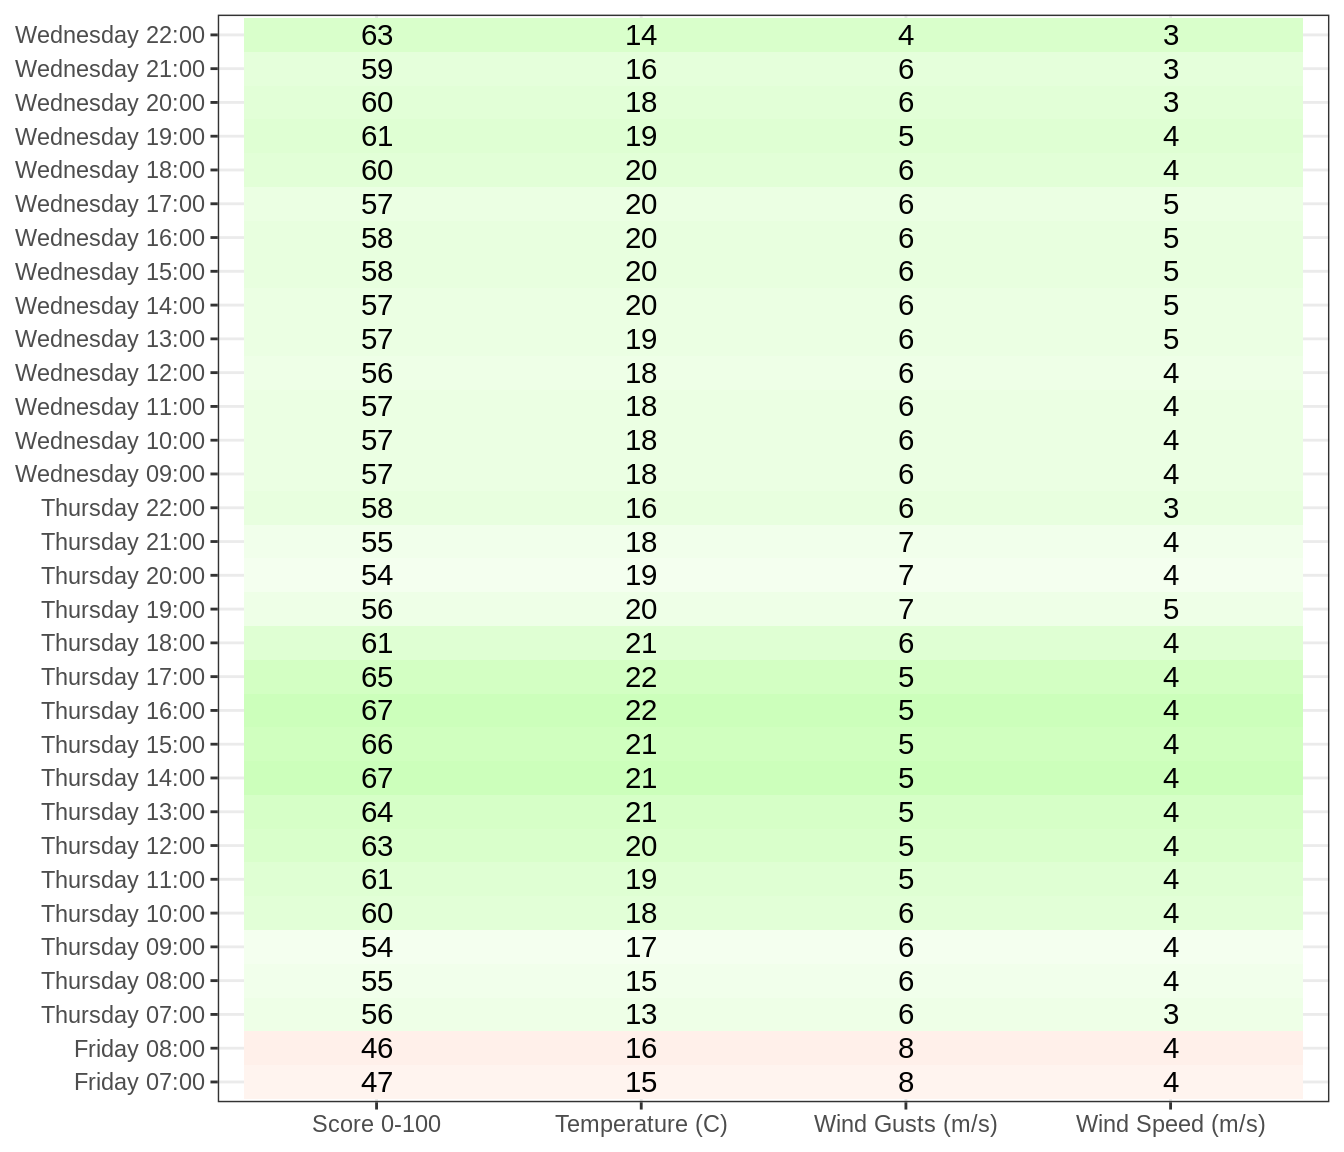 Wednesday 22:00 63 14 4 3
Wednesday 21:00 59 16 6 3
Wednesday 20:00 60 18 6 3
Wednesday 19:00 61 19 5 4
Wednesday 18:00 60 20 6 4
Wednesday 17:00 57 20 6 5
Wednesday 16:00 58 20 6 5
Wednesday 15:00 58 20 6 5
Wednesday 14:00 57 20 6 5
Wednesday 13:00 57 19 6 5
Wednesday 12:00 56 18 6 4
Wednesday 11:00 57 18 6 4
Wednesday 10:00 57 18 6 4
Wednesday 09:00 57 18 6 4
Thursday 22:00 58 16 6 3
Thursday 21:00 55 18 7 4
Thursday 20:00 54 19 7 4
Thursday 19:00 56 20 7 5
Thursday 18:00 61 21 6 4
Thursday 17:00 65 22 5 4
Thursday 16:00 67 22 5 4
Thursday 15:00 66 21 5 4
Thursday 14:00 67 21 5 4
Thursday 13:00 64 21 5 4
Thursday 12:00 63 20 5 4
Thursday 11:00 61 19 5 4
Thursday 10:00 60 18 6 4
Thursday 09:00 54 17 6 4
Thursday 08:00 55 15 6 4
Thursday 07:00 56 13 6 3
Friday 08:00 46 16 8 4
Friday 07:00 47 15 8 4
Score 0-100 Temperature (C) Wind Gusts (m/s) Wind Speed (m/s)